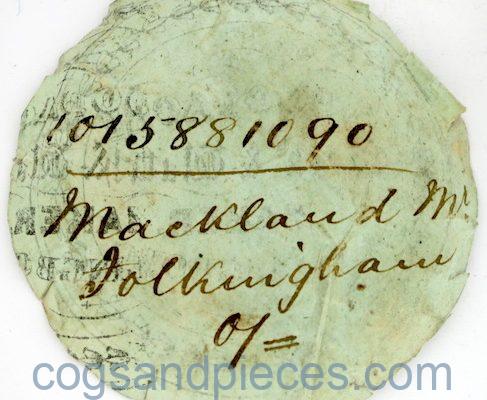 1015881090
Mackland Mr
Folkingham
0/=
cogsandpieces.com